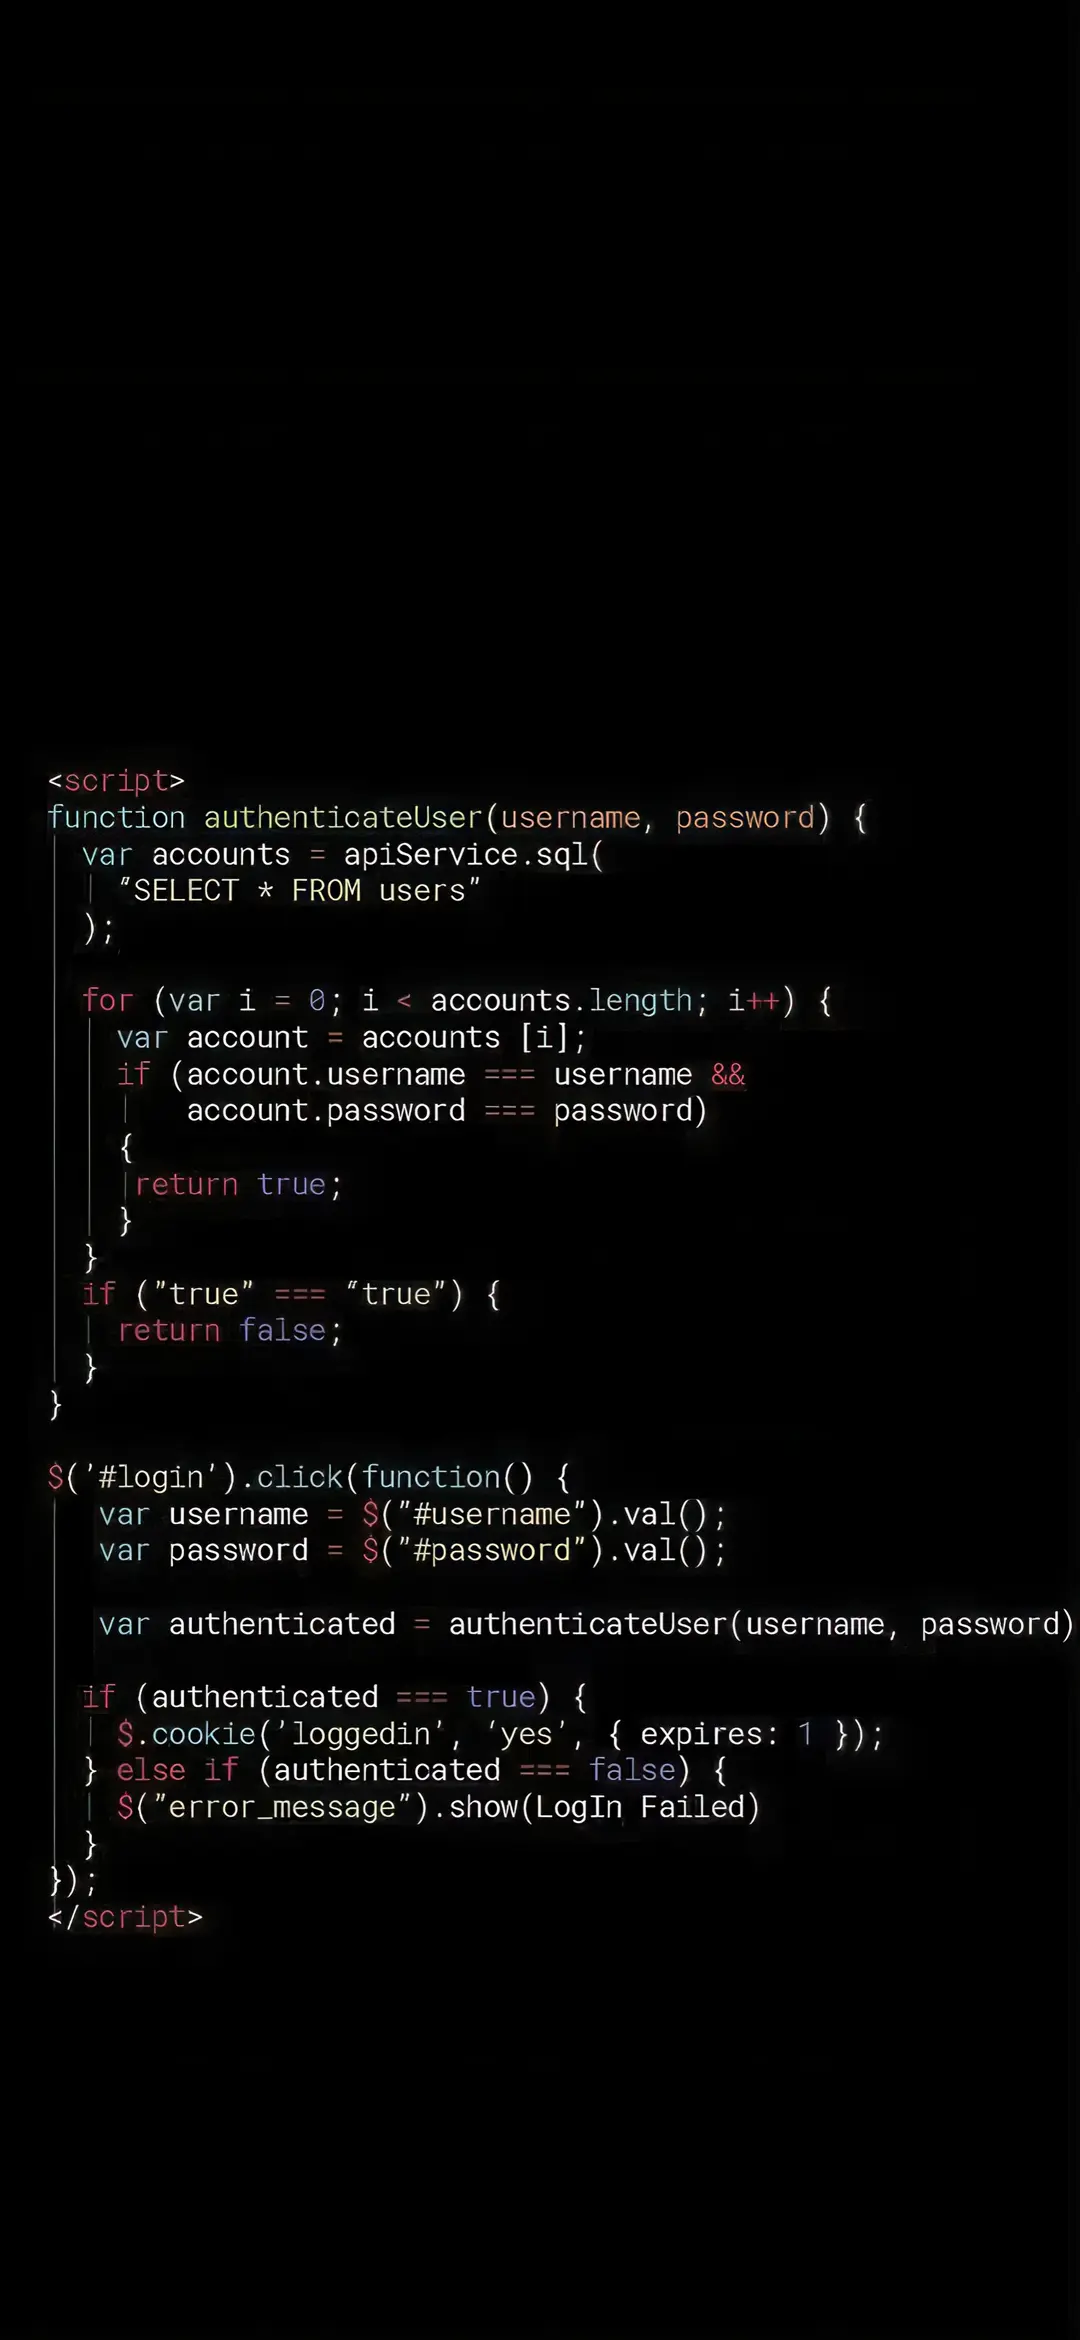 <script>
function authenticateUser(username, password) {
var accounts = apiService.sql(
"SELECT * FROM users"
);
for (var i = 0; i < accounts.length; i++) {
var account = accounts [i];
if (account.username === username &&
account.password === password)
{
return true;
}
}
if ("true" === "true") {
return false;
}
}
$('#login').click(function() {
var username = $("#username").val();
var password = $("#password").val();
var authenticated = authenticateUser(username, password)
if (authenticated === true) {
$.cookie('loggedin', 'yes', { expires: 1 });
} else if (authenticated === false) {
$("error_message").show(LogIn Failed)
}
});
</script>